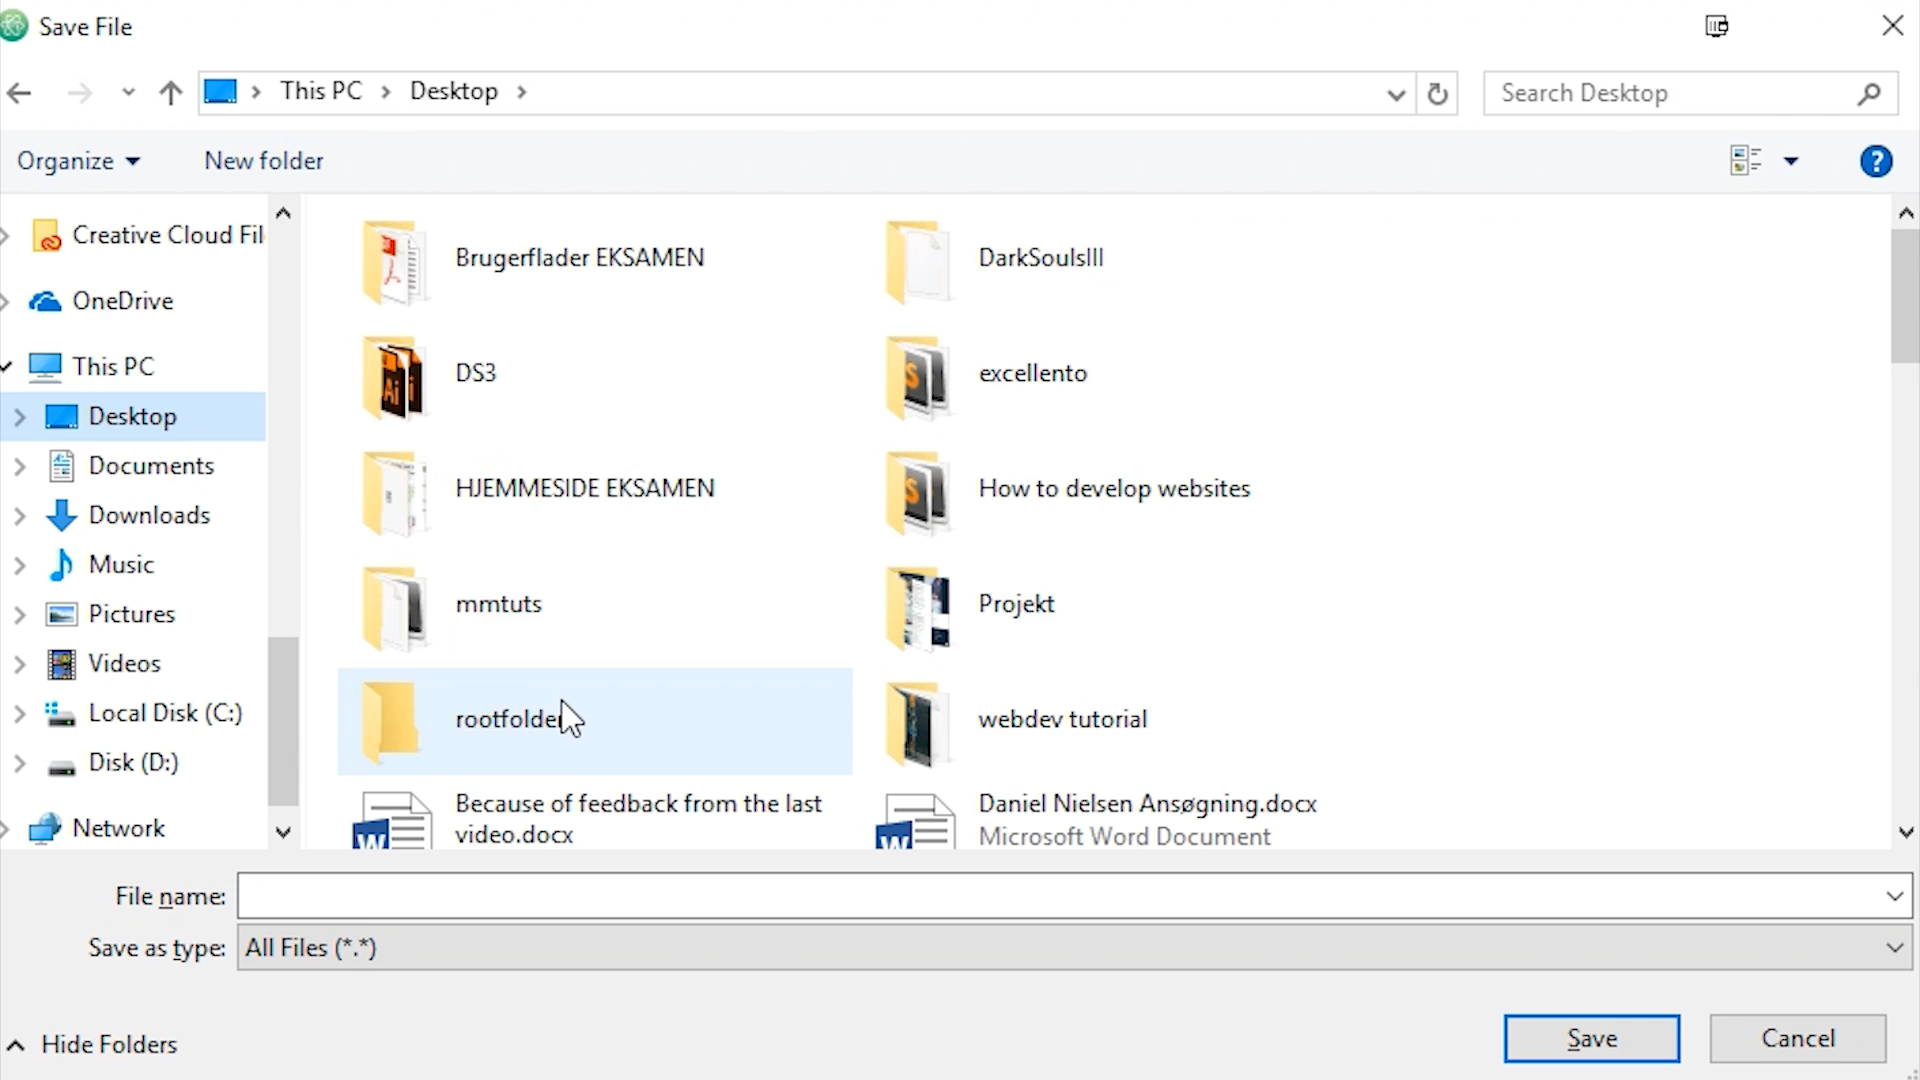 Save File
This PC
Desktop
Search Desktop
Organize
New folder
Creative Cloud Fil
OneDrive
This PC
Desktop
Documents
Downloads
Music
Pictures
Videos
Local Disk (C:)
Disk (D:)
Network
Brugerflader EKSAMEN
DarkSoulsIII
DS3
excellento
HJEMMESIDE EKSAMEN
How to develop websites
mmtuts
Projekt
rootfolder
webdev tutorial
Because of feedback from the last
video.docx
Daniel Nielsen Ansøgning.docx
Microsoft Word Document
File name:
Save as type:
All Files (*.*)
Hide Folders
Save
Cancel